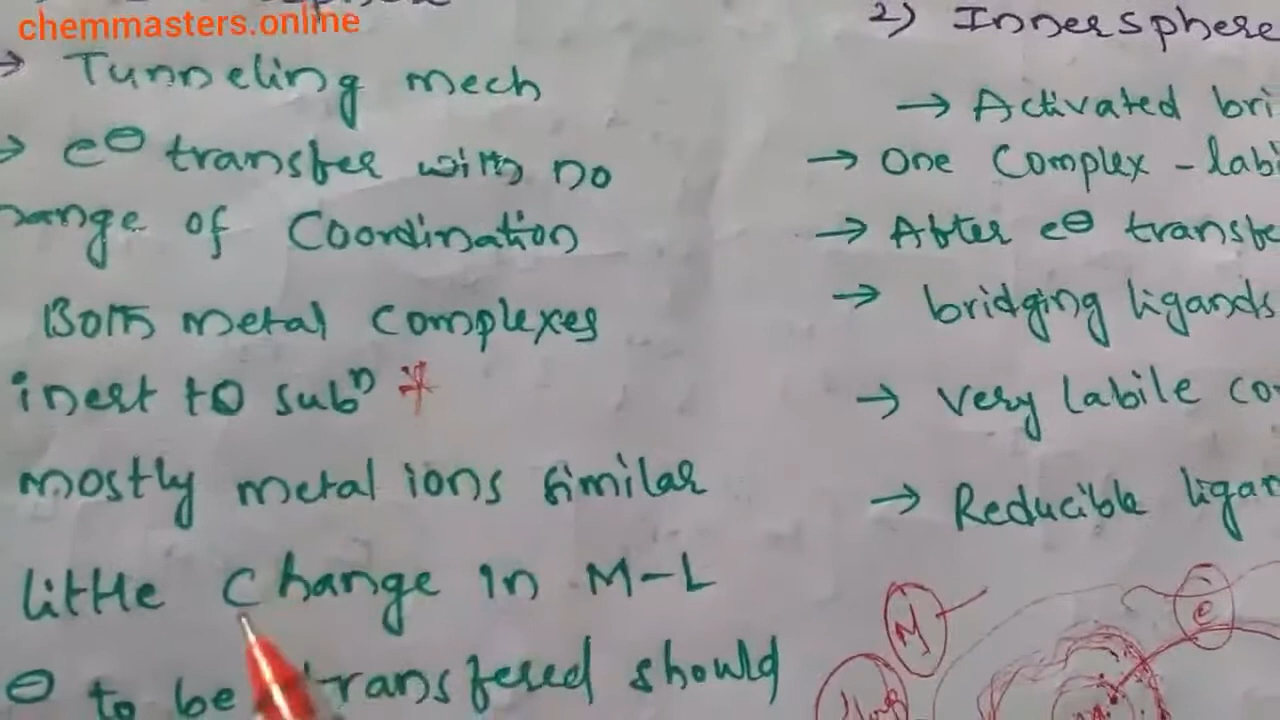 chemmasters.online
→ Tunneling mech
→ e⊖ transfer with no
ange of Coordination
Both metal complexes
inert to subⁿ *
mostly metal ions similar
little change in M-L
⊖ to be transfered should
2) Innersphere
→ Activated bri
→ One Complex - labi
→ After e⊖ transfe
→ bridging ligands
→ Very labile co
→ Reducible ligan
M
e